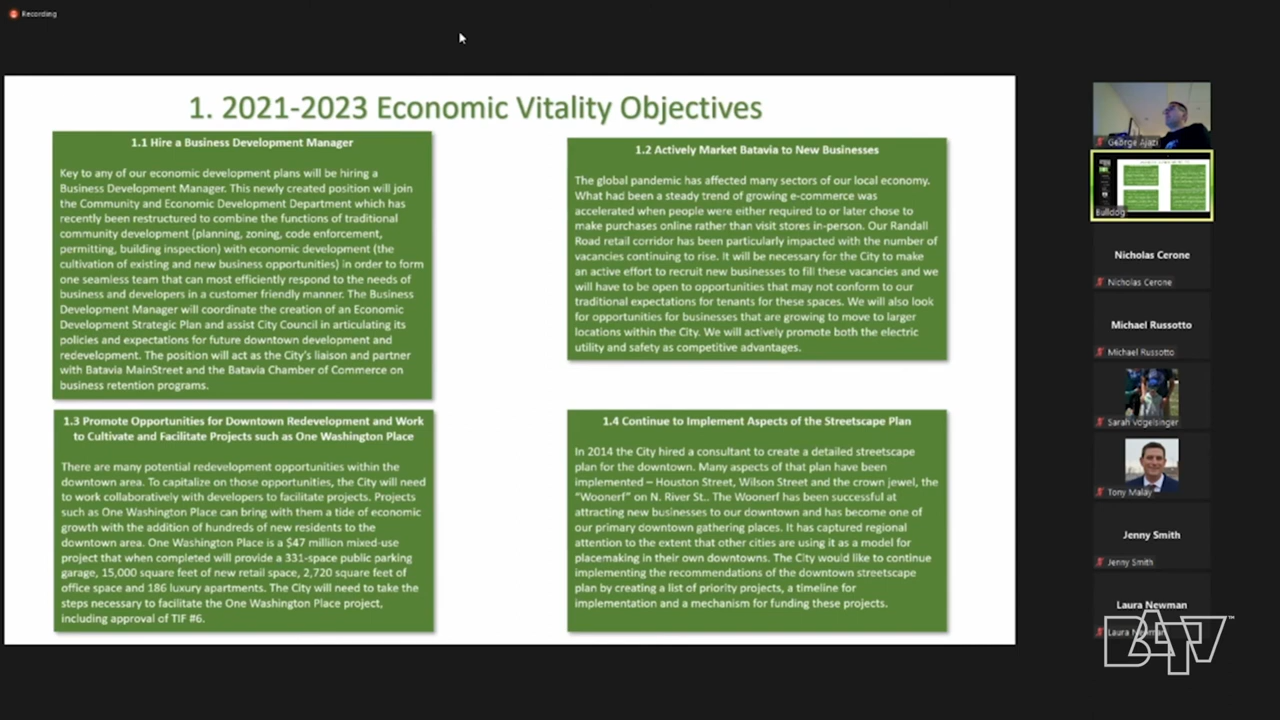 Recording
1. 2021-2023 Economic Vitality Objectives
1.1 Hire a Business Development Manager
Key to any of our economic development plans will be hiring a
Business Development Manager. This newly created position will join
the Community and Economic Development Department which has
recently been restructured to combine the functions of traditional
community development (planning, zoning, code enforcement,
permitting, building inspection) with economic development (the
cultivation of existing and new business opportunities) in order to form
one seamless team that can most efficiently respond to the needs of
business and developers in a customer friendly manner. The Business
Development Manager will coordinate the creation of an Economic
Development Strategic Plan and assist City Council in articulating its
policies and expectations for future downtown development and
redevelopment. The position will act as the City's liaison and partner
with Batavia MainStreet and the Batavia Chamber of Commerce on
business retention programs.
1.2 Actively Market Batavia to New Businesses
The global pandemic has affected many sectors of our local economy.
What had been a steady trend of growing e-commerce was
accelerated when people were either required to or later chose to
make purchases online rather than visit stores in-person. Our Randall
Road retail corridor has been particularly impacted with the number of
vacancies continuing to rise. It will be necessary for the City to make
an active effort to recruit new businesses to fill these vacancies and we
will have to be open to opportunities that may not conform to our
traditional expectations for tenants for these spaces. We will also look
for opportunities for businesses that are growing to move to larger
locations within the City. We will actively promote both the electric
utility and safety as competitive advantages.
1.3 Promote Opportunities for Downtown Redevelopment and Work
to Cultivate and Facilitate Projects such as One Washington Place
There are many potential redevelopment opportunities within the
downtown area. To capitalize on those opportunities, the City will need
to work collaboratively with developers to facilitate projects. Projects
such as One Washington Place can bring with them a tide of economic
growth with the addition of hundreds of new residents to the
downtown area. One Washington Place is a $47 million mixed-use
project that when completed will provide a 331-space public parking
garage, 15,000 square feet of new retail space, 2,720 square feet of
office space and 186 luxury apartments. The City will need to take the
steps necessary to facilitate the One Washington Place project,
including approval of TIF #6.
1.4 Continue to Implement Aspects of the Streetscape Plan
In 2014 the City hired a consultant to create a detailed streetscape
plan for the downtown. Many aspects of that plan have been
implemented – Houston Street, Wilson Street and the crown jewel, the
"Woonerf" on N. River St.. The Woonerf has been successful at
attracting new businesses to our downtown and has become one of
our primary downtown gathering places. It has captured regional
attention to the extent that other cities are using it as a model for
placemaking in their own downtowns. The City would like to continue
implementing the recommendations of the downtown streetscape
plan by creating a list of priority projects, a timeline for
implementation and a mechanism for funding these projects.
George Ajazi
Bulldog
Nicholas Cerone
Nicholas Cerone
Michael Russotto
Michael Russotto
Sarah Vogelsinger
Tony Malay
Jenny Smith
Jenny Smith
Laura Newman
Laura Newman
BATV™